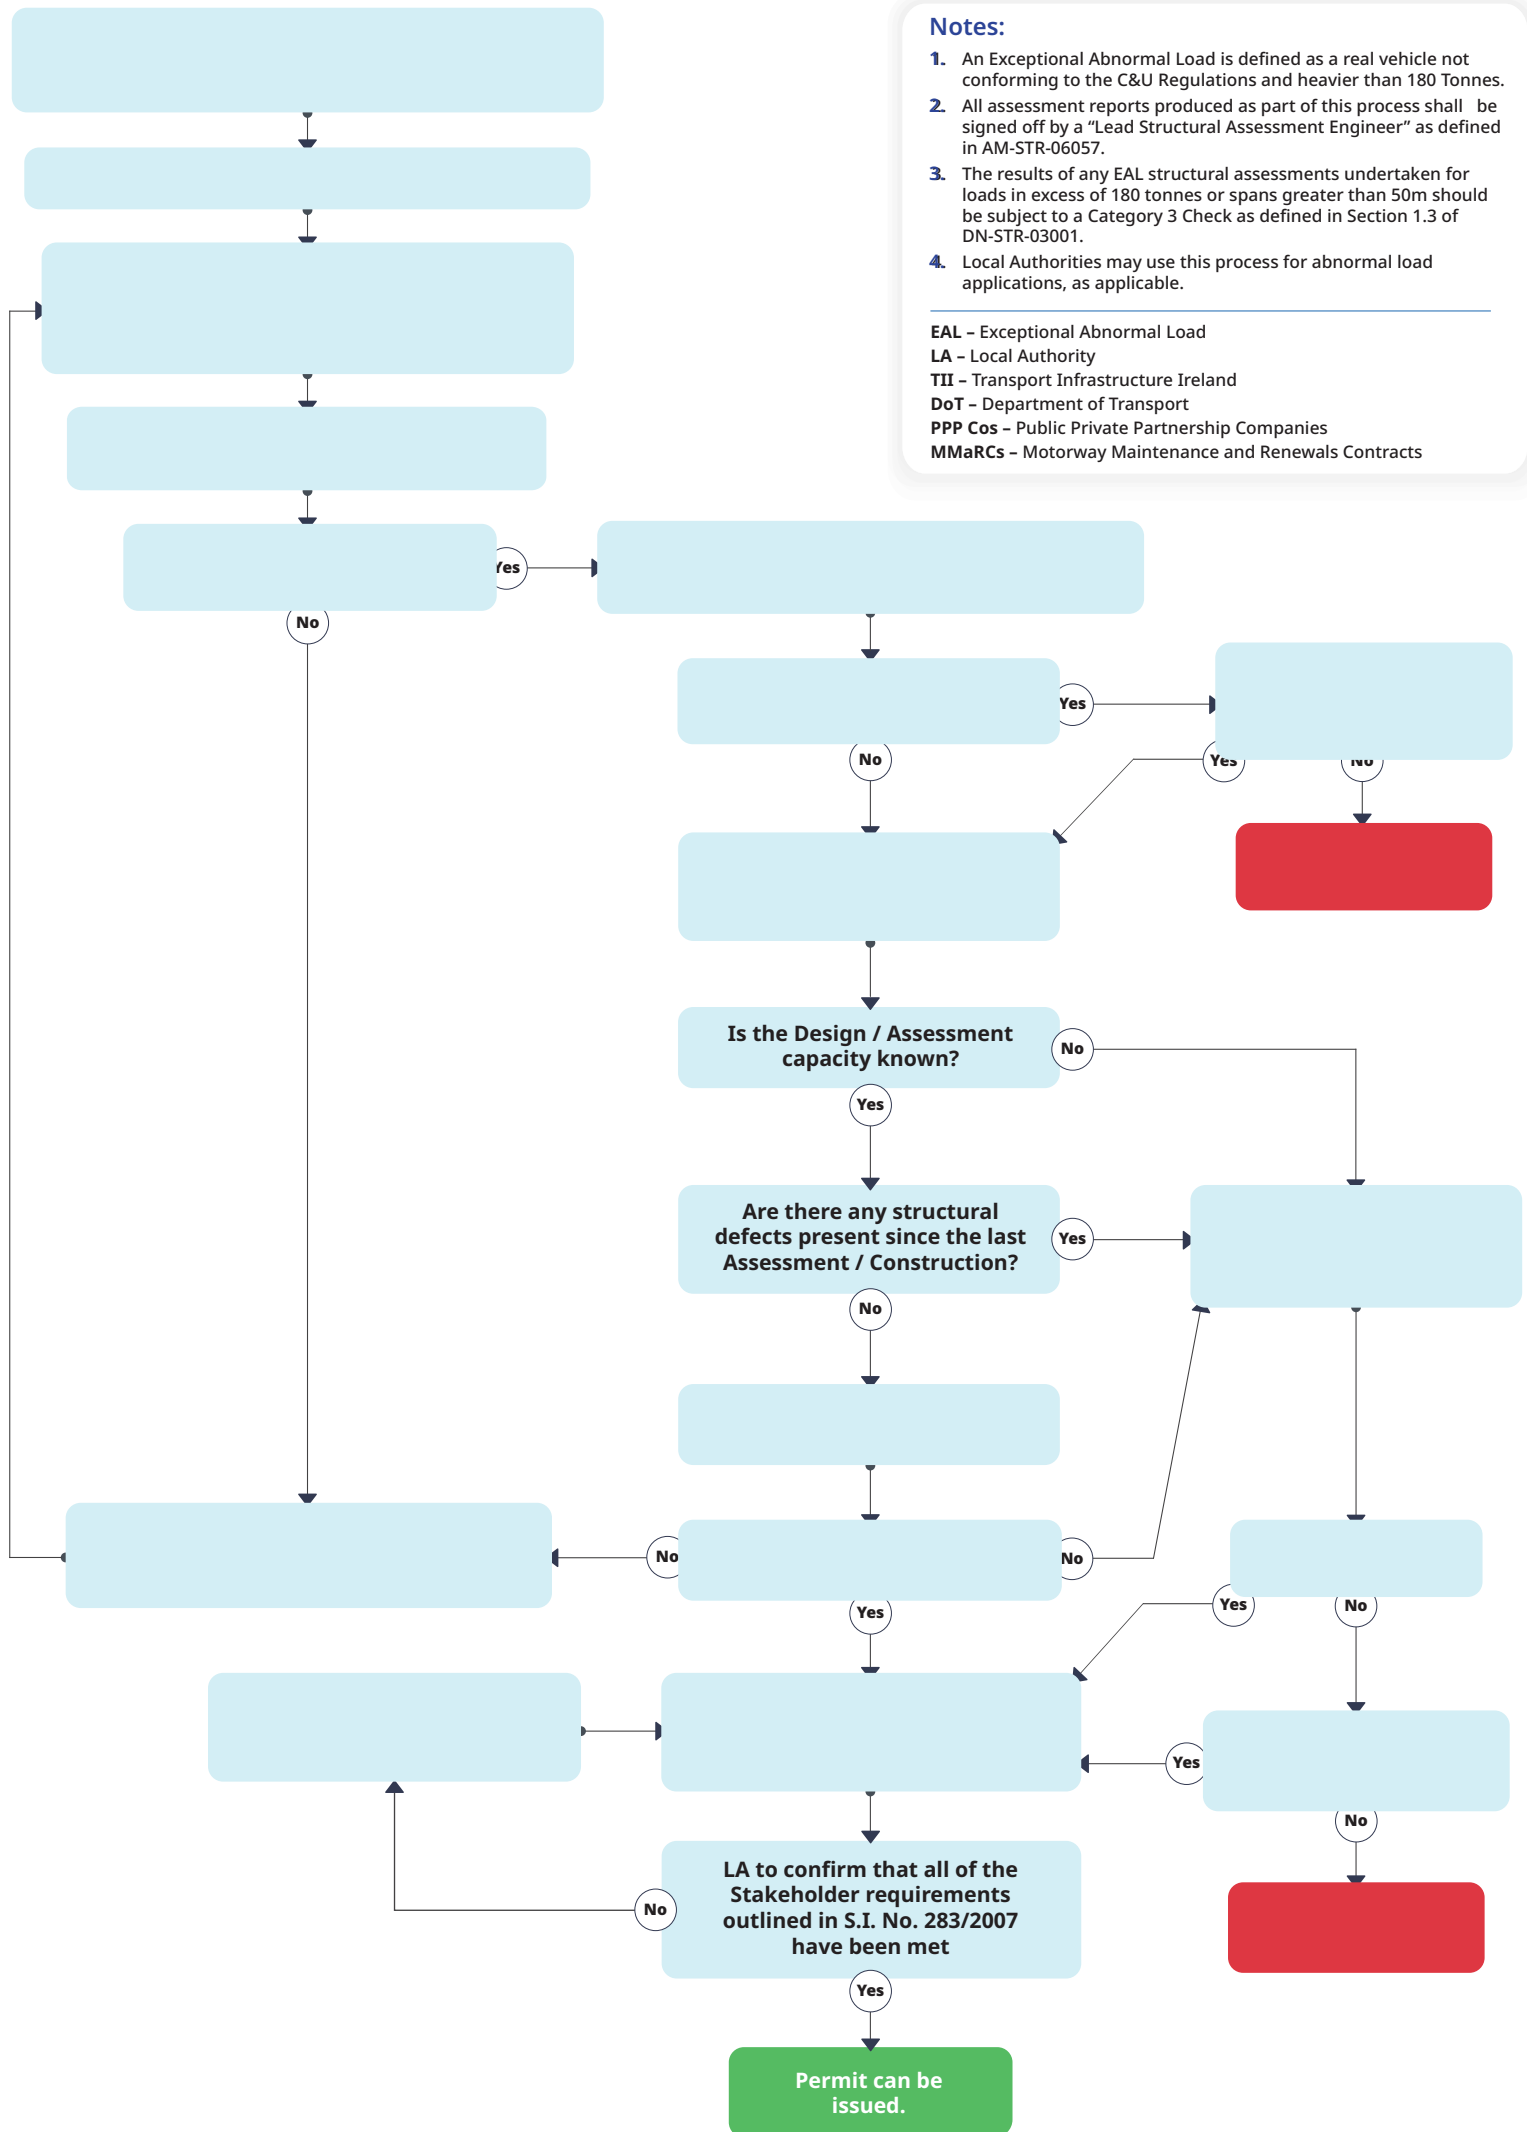 Notes:
1. An Exceptional Abnormal Load is defined as a real vehicle not
conforming to the C&U Regulations and heavier than 180 Tonnes.
2. All assessment reports produced as part of this process shall be
signed off by a “Lead Structural Assessment Engineer” as defined
in AM-STR-06057.
3. The results of any EAL structural assessments undertaken for
loads in excess of 180 tonnes or spans greater than 50m should
be subject to a Category 3 Check as defined in Section 1.3 of
DN-STR-03001.
4. Local Authorities may use this process for abnormal load
applications, as applicable.
EAL – Exceptional Abnormal Load
LA – Local Authority
TII – Transport Infrastructure Ireland
DoT – Department of Transport
PPP Cos – Public Private Partnership Companies
MMaRCs – Motorway Maintenance and Renewals Contracts
Yes
No
Yes
No
Yes
No
Is the Design / Assessment
capacity known?
No
Yes
Are there any structural
defects present since the last
Assessment / Construction?
Yes
No
No
No
Yes
Yes
No
Yes
No
LA to confirm that all of the
Stakeholder requirements
outlined in S.I. No. 283/2007
have been met
No
Yes
Permit can be
issued.